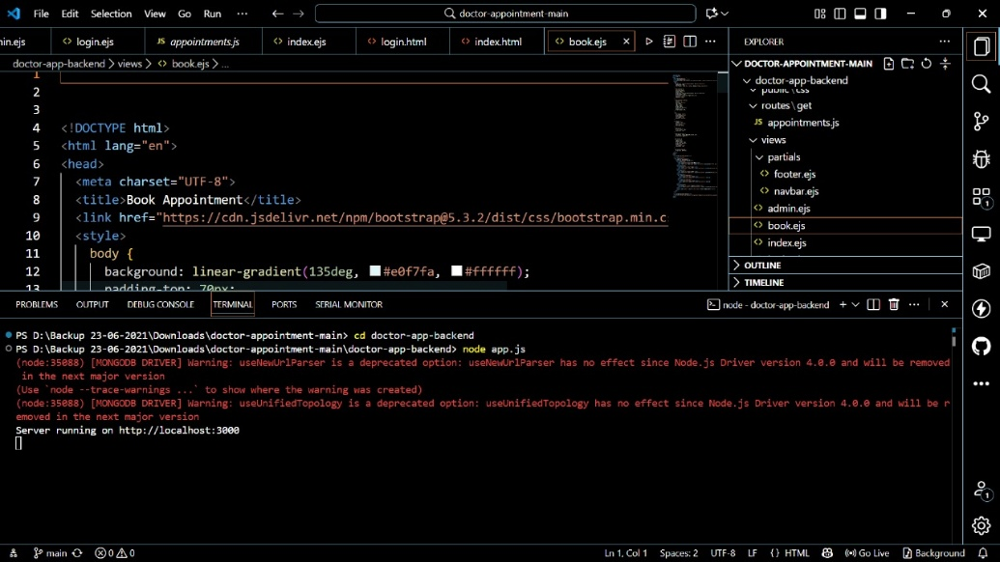 File Edit Selection View Go Run ··· doctor-appointment-main
login.ejs appointments.js index.ejs login.html index.html book.ejs
doctor-app-backend > views > book.ejs > ...
1
2
3
4 <!DOCTYPE html>
5 <html lang="en">
6 <head>
7 <meta charset="UTF-8">
8 <title>Book Appointment</title>
9 <link href="https://cdn.jsdelivr.net/npm/bootstrap@5.3.2/dist/css/bootstrap.min.c
10 <style>
11 body {
12 background: linear-gradient(135deg, #e0f7fa, #ffffff);
13 padding-top: 70px;
EXPLORER
DOCTOR-APPOINTMENT-MAIN
doctor-app-backend
public\css
routes\get
JS appointments.js
views
partials
footer.ejs
navbar.ejs
admin.ejs
book.ejs
index.ejs
OUTLINE
TIMELINE
PROBLEMS OUTPUT DEBUG CONSOLE TERMINAL PORTS SERIAL MONITOR node - doctor-app-backend
PS D:\Backup 23-06-2021\Downloads\doctor-appointment-main> cd doctor-app-backend
PS D:\Backup 23-06-2021\Downloads\doctor-appointment-main\doctor-app-backend> node app.js
(node:35088) [MONGODB DRIVER] Warning: useNewUrlParser is a deprecated option: useNewUrlParser has no effect since Node.js Driver version 4.0.0 and will be removed
in the next major version
(Use `node --trace-warnings ...` to show where the warning was created)
(node:35088) [MONGODB DRIVER] Warning: useUnifiedTopology is a deprecated option: useUnifiedTopology has no effect since Node.js Driver version 4.0.0 and will be r
emoved in the next major version
Server running on http://localhost:3000
main 0 0 Ln 1, Col 1 Spaces: 2 UTF-8 LF {} HTML Go Live Background